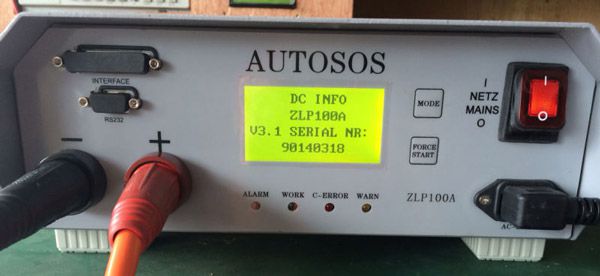 AUTOSOS
INTERFACE
RS232
−
+
DC INFO
ZLP100A
V3.1 SERIAL NR:
90140318
MODE
FORCE
START
I
NETZ
MAINS
O
I
O
ALARM WORK C-ERROR WARN
ZLP100A
AC-